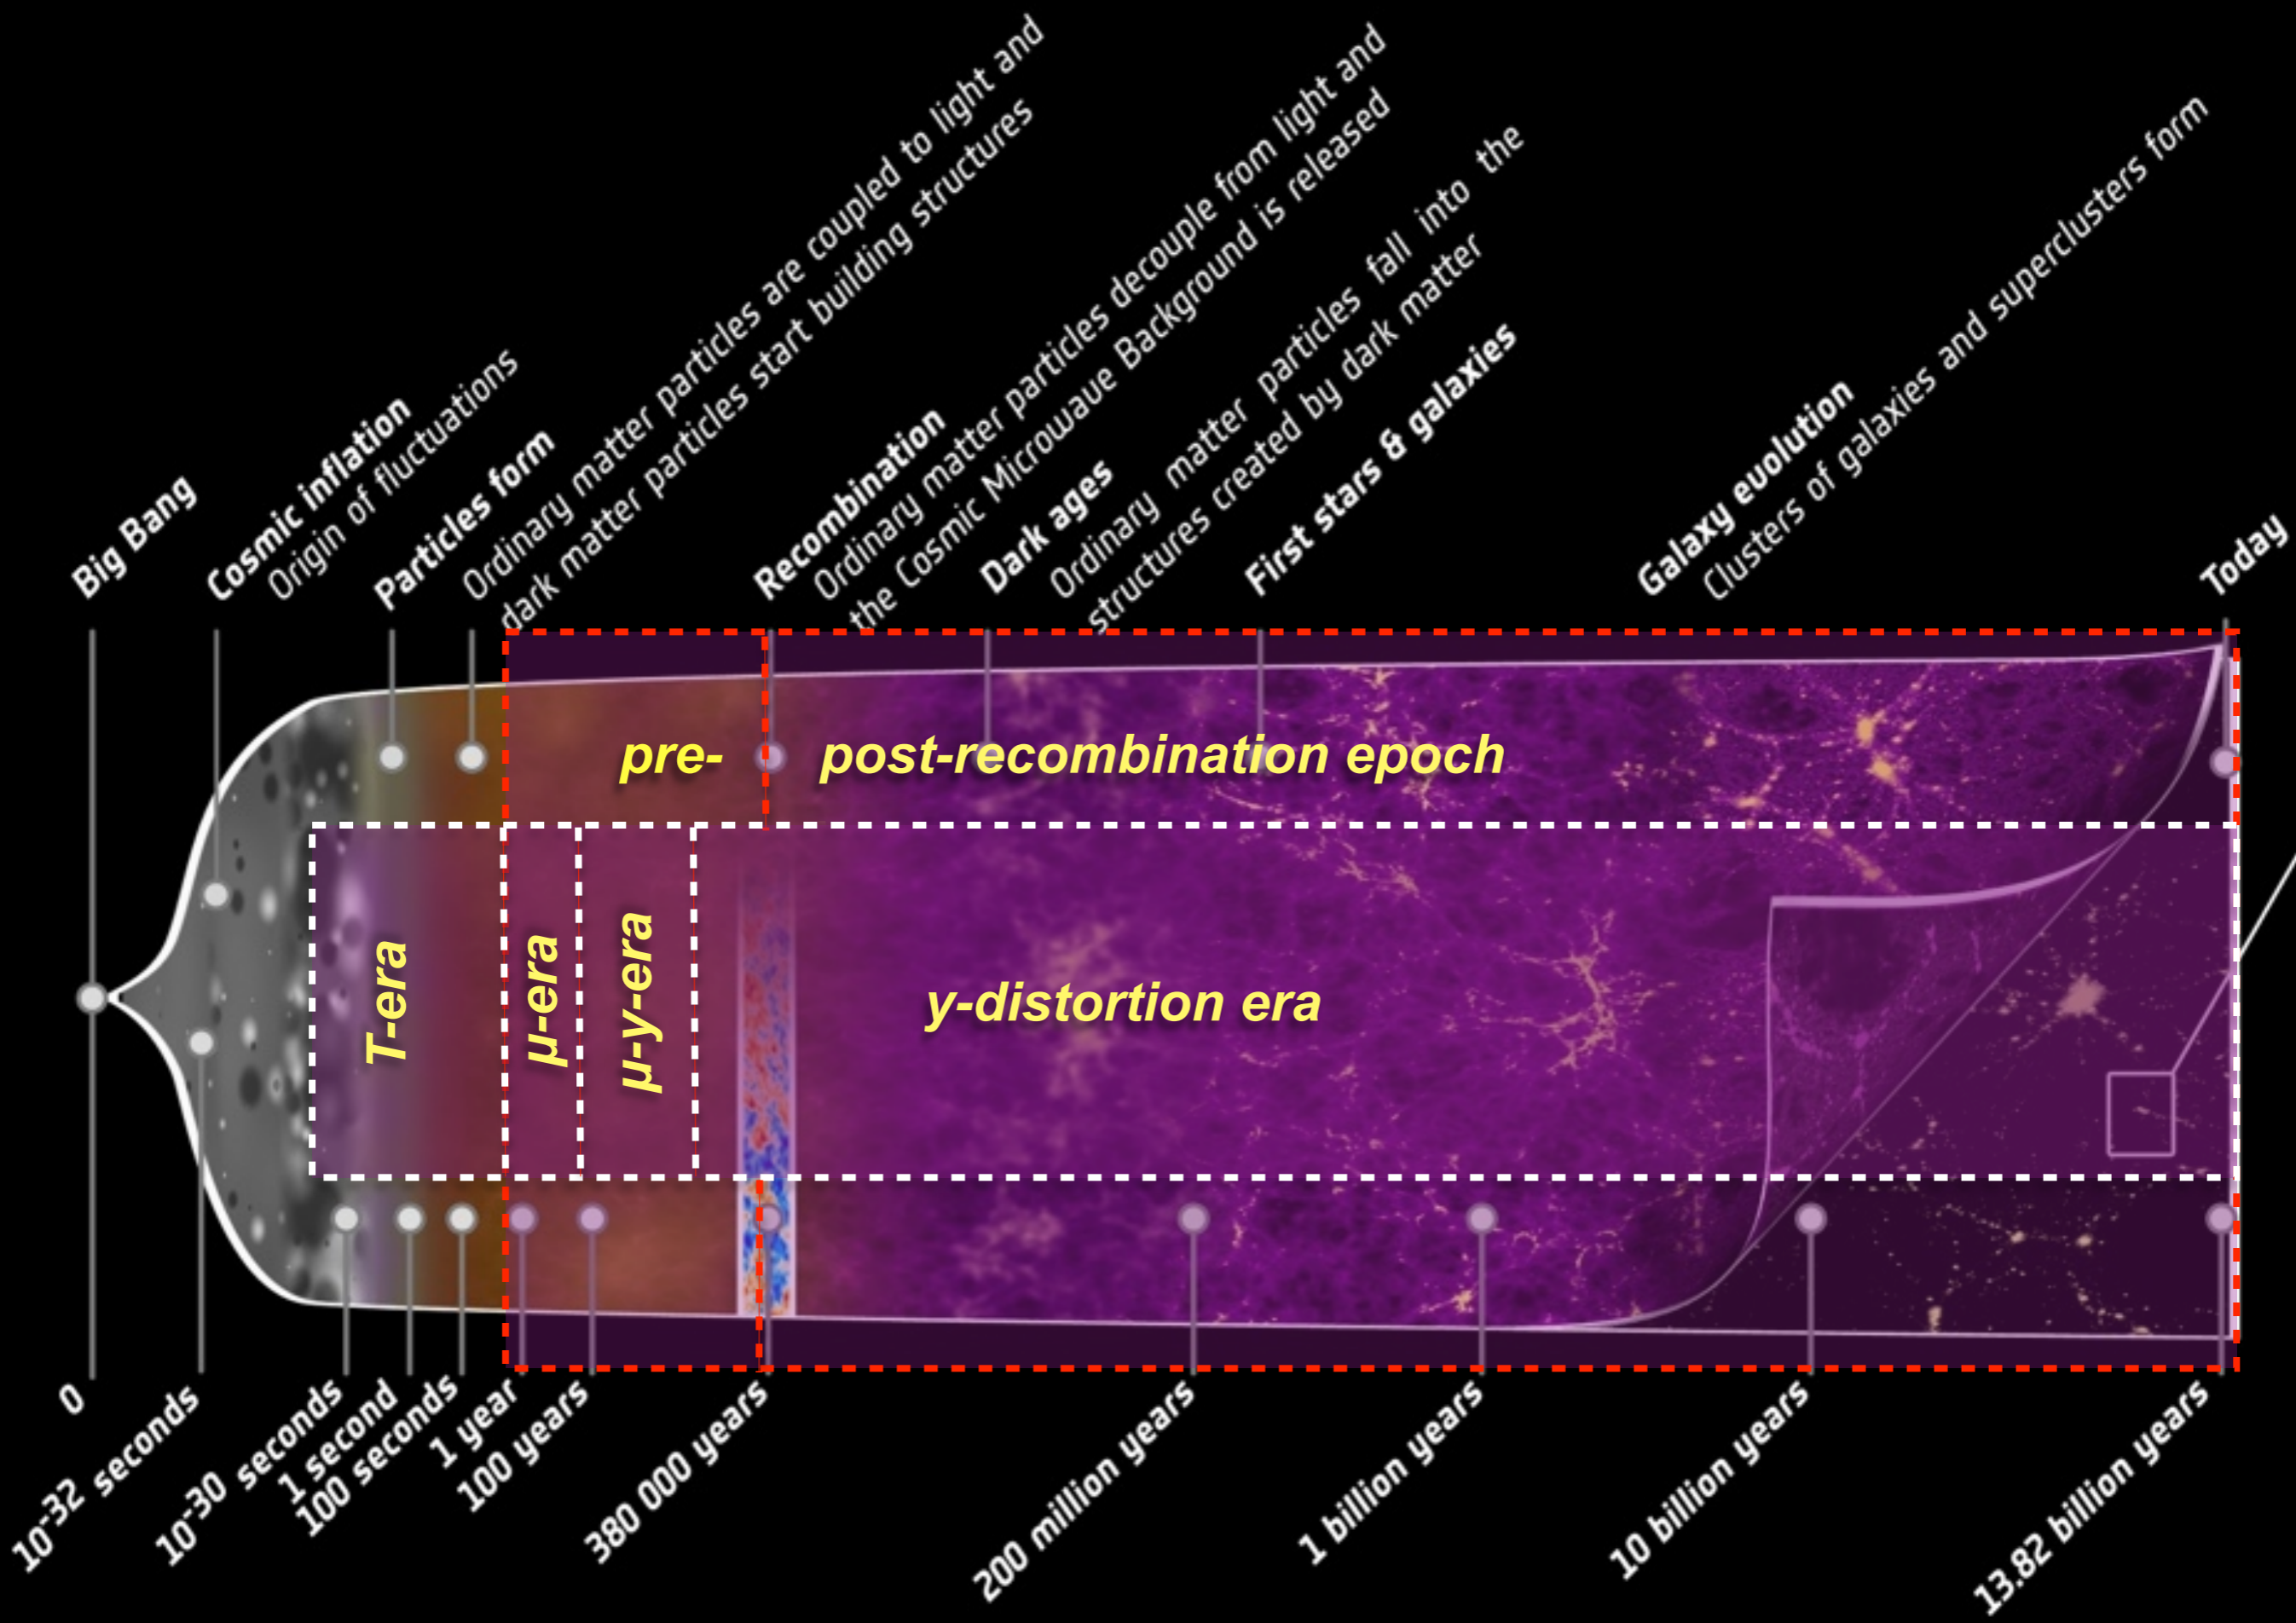 Big Bang
Cosmic inflation
Origin of fluctuations
Particles form
Ordinary matter particles are coupled to light and
dark matter particles start building structures
Recombination
Ordinary matter particles decouple from light and
the Cosmic Microwave Background is released
Dark ages
Ordinary matter particles fall into the
structures created by dark matter
First stars & galaxies
Galaxy evolution
Clusters of galaxies and superclusters form
Today
pre-
post-recombination epoch
T-era
μ-era
μ-y-era
y-distortion era
0
10-32 seconds
10-30 seconds
1 second
100 seconds
1 year
100 years
380 000 years
200 million years
1 billion years
10 billion years
13.82 billion years